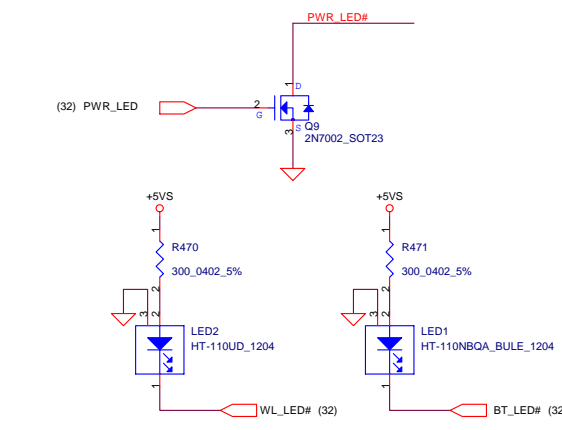 PWR_LED#
1
D
(32) PWR_LED
2
G
3
S
Q9
2N7002_SOT23
+5VS
+5VS
1
R470
300_0402_5%
2
1
R471
300_0402_5%
2
3
2
LED2
HT-110UD_1204
1
3
2
LED1
HT-110NBQA_BULE_1204
1
WL_LED# (32)
BT_LED# (32